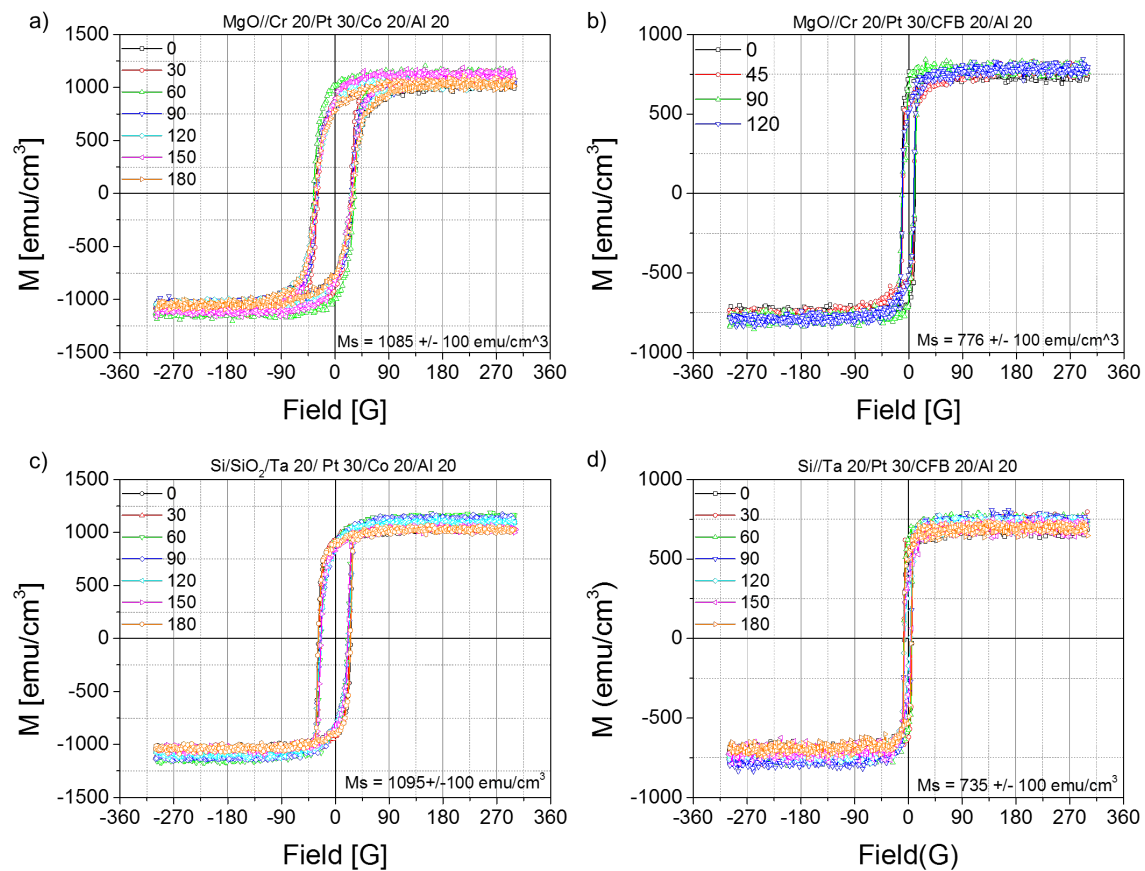 a)
MgO//Cr 20/Pt 30/Co 20/Al 20
0
30
60
90
120
150
180
1500
1000
500
0
-500
-1000
-1500
M [emu/cm³]
Ms = 1085 +/- 100 emu/cm^3
-360 -270 -180 -90 0 90 180 270 360
Field [G]
b)
MgO//Cr 20/Pt 30/CFB 20/Al 20
0
45
90
120
1000
500
0
-500
-1000
M [emu/cm³]
Ms = 776 +/- 100 emu/cm^3
-360 -270 -180 -90 0 90 180 270 360
Field [G]
c)
Si/SiO₂/Ta 20/ Pt 30/Co 20/Al 20
0
30
60
90
120
150
180
1500
1000
500
0
-500
-1000
-1500
M [emu/cm³]
Ms = 1095+/-100 emu/cm³
-360 -270 -180 -90 0 90 180 270 360
Field [G]
d)
Si//Ta 20/Pt 30/CFB 20/Al 20
0
30
60
90
120
150
180
1000
500
0
-500
-1000
M (emu/cm³)
Ms = 735 +/- 100 emu/cm³
-360 -270 -180 -90 0 90 180 270 360
Field(G)